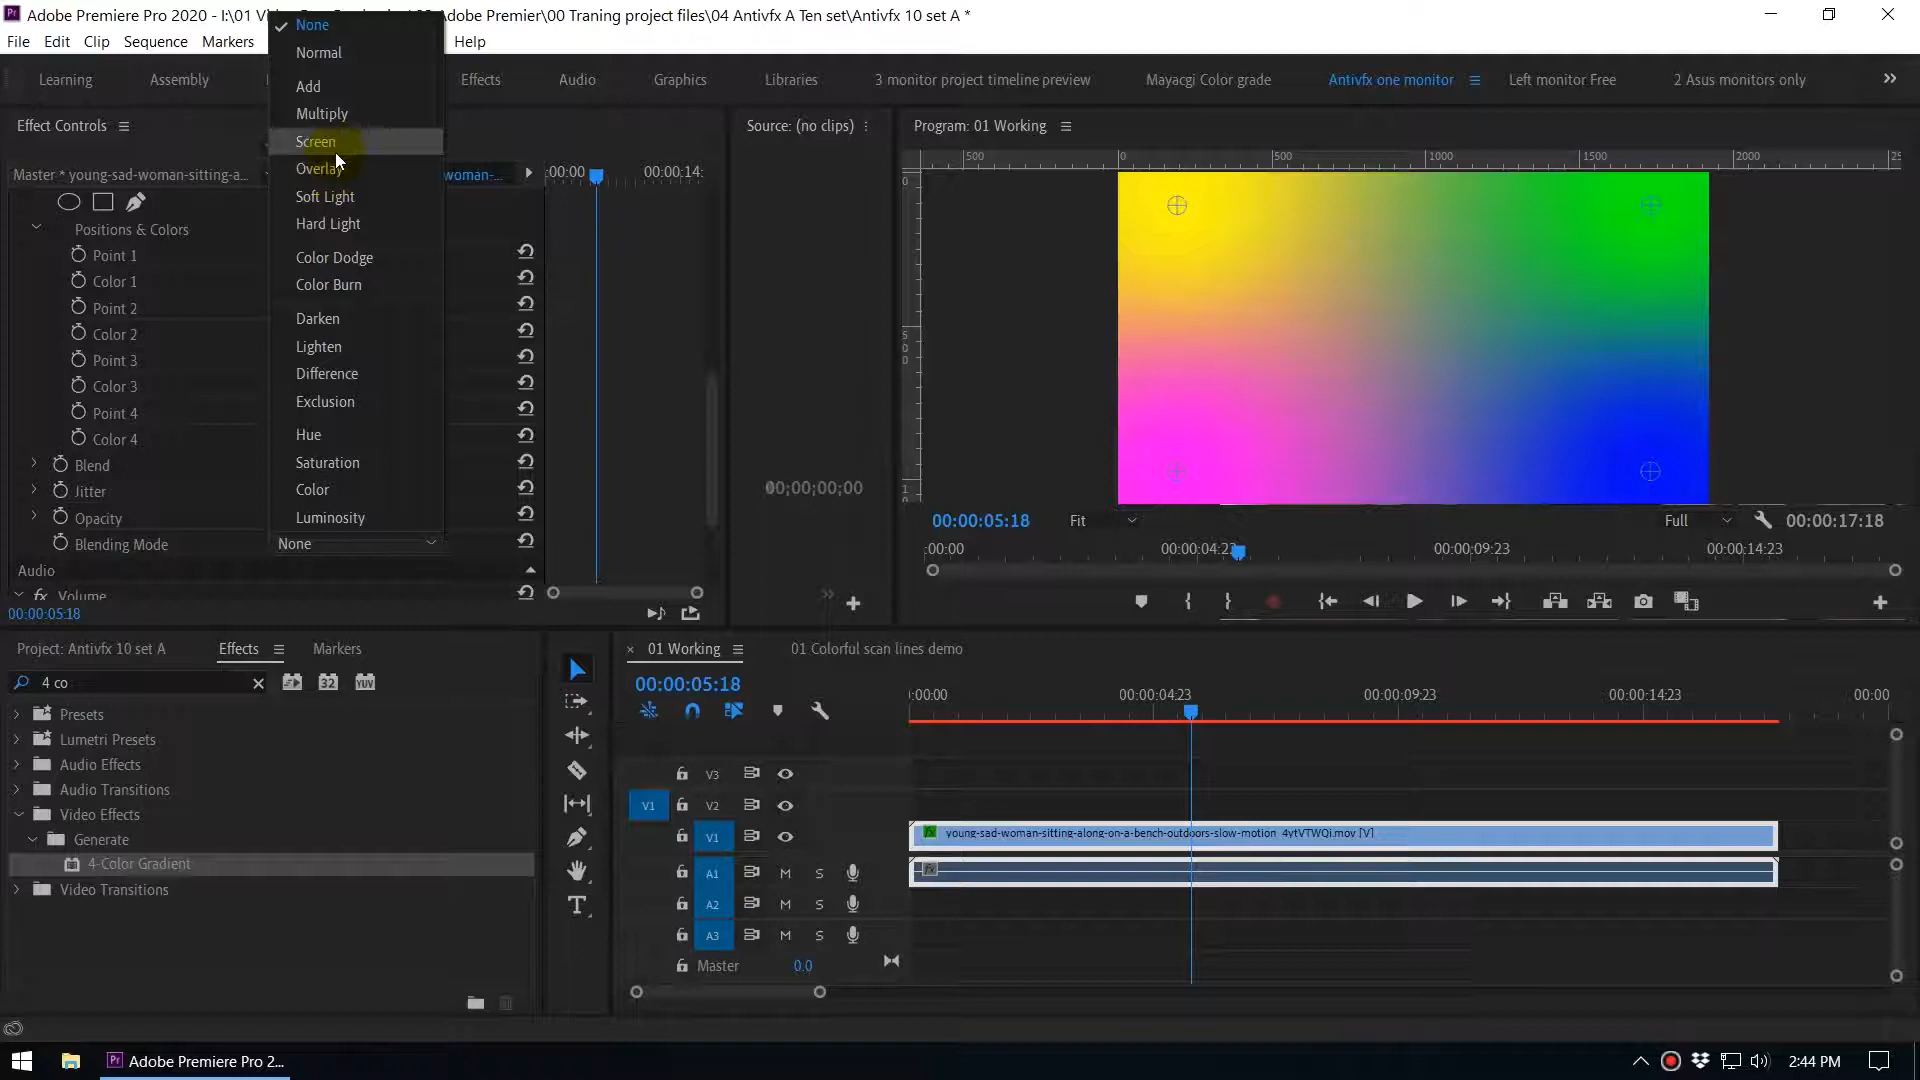 Adobe Premiere Pro 2020 - I:\01 Vi
Adobe Premier\00 Traning project files\04 Antivfx A Ten set\Antivfx 10 set A *
File Edit Clip Sequence Markers
Help
None
Normal
Add
Multiply
Screen
Overlay
Soft Light
Hard Light
Color Dodge
Color Burn
Darken
Lighten
Difference
Exclusion
Hue
Saturation
Color
Luminosity
None
Learning Assembly
Effects Audio Graphics Libraries 3 monitor project timeline preview Mayacgi Color grade Antivfx one monitor Left monitor Free 2 Asus monitors only
Effect Controls
Master * young-sad-woman-sitting-a...
woman-...
:00:00 00:00:14:
Positions & Colors
Point 1
Color 1
Point 2
Color 2
Point 3
Color 3
Point 4
Color 4
Blend
Jitter
Opacity
Blending Mode
Audio
fx Volume
00:00:05:18
Source: (no clips)
00;00;00;00
Program: 01 Working
500 0 500 1000 1500 2000
00:00:05:18 Fit Full 00:00:17:18
:00:00 00:00:04:23 00:00:09:23 00:00:14:23
Project: Antivfx 10 set A Effects Markers
4 co
32 YUV
Presets
Lumetri Presets
Audio Effects
Audio Transitions
Video Effects
Generate
4-Color Gradient
Video Transitions
× 01 Working 01 Colorful scan lines demo
00:00:05:18
:00:00 00:00:04:23 00:00:09:23 00:00:14:23 00:00
V3
V1 V2
V1
fx young-sad-woman-sitting-along-on-a-bench-outdoors-slow-motion_4ytVTWQi.mov [V]
A1 M S
fx
A2 M S
A3 M S
Master 0.0
Adobe Premiere Pro 2...
2:44 PM